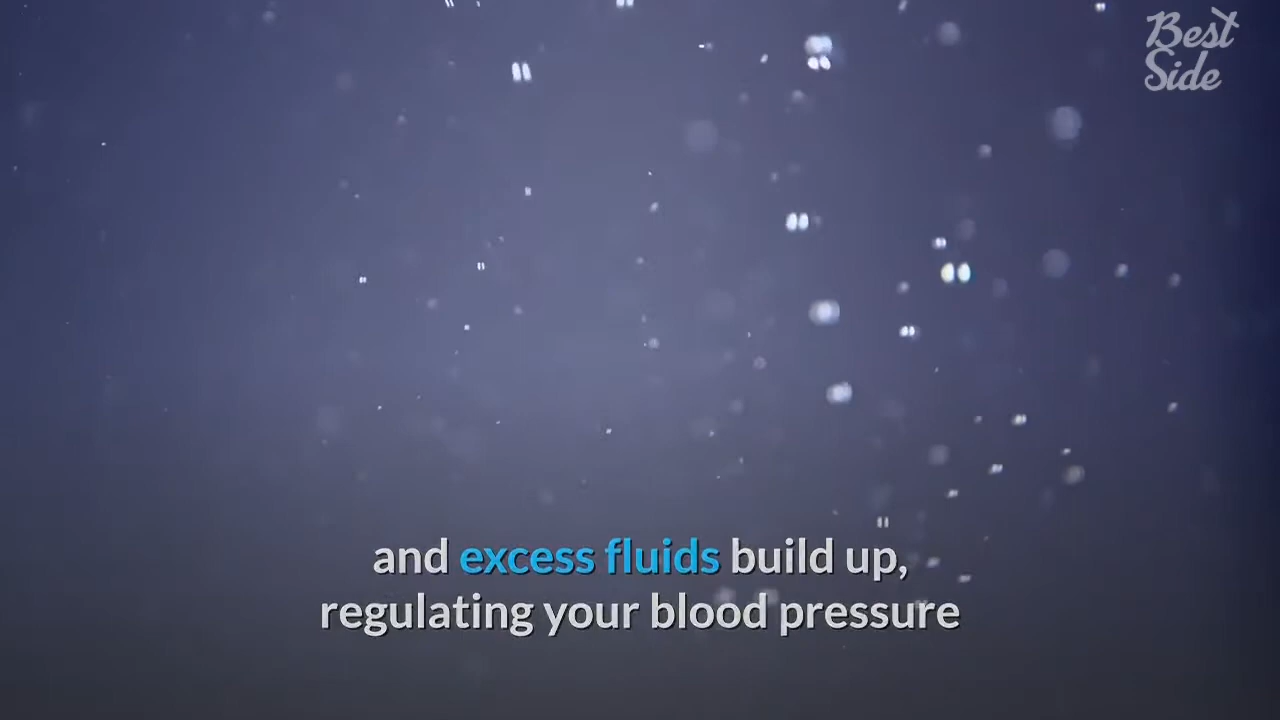 Best
Side
and excess fluids build up,
regulating your blood pressure